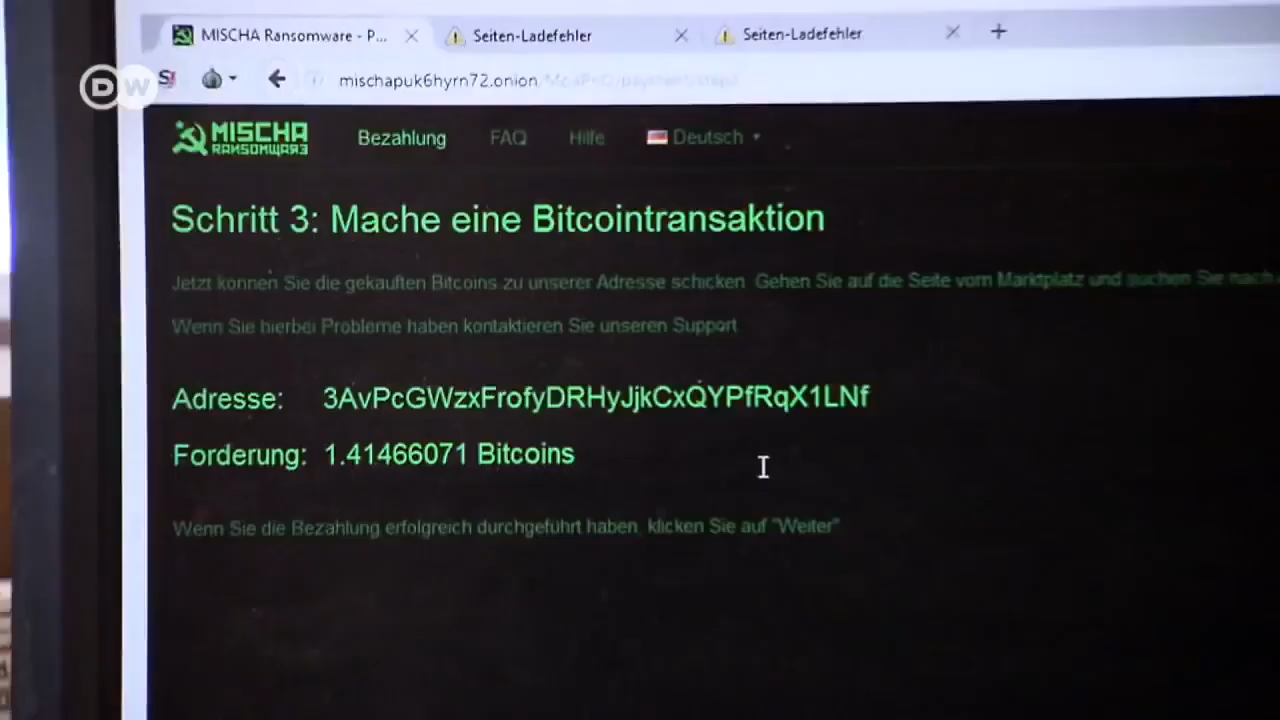 MISCHA Ransomware - P...
Seiten-Ladefehler
Seiten-Ladefehler
DW
mischapuk6hyrn72.onion
MISCHA
Bezahlung
FAQ
Hilfe
Deutsch
RANSOMWARE
Schritt 3: Mache eine Bitcointransaktion
Jetzt können Sie die gekauften Bitcoins zu unserer Adresse schicken. Gehen Sie auf die Seite vom Marktplatz und suchen Sie nach
Wenn Sie hierbei Probleme haben kontaktieren Sie unseren Support
Adresse: 3AvPcGWzxFrofyDRHyJjkCxQYPfRqX1LNf
Forderung: 1.41466071 Bitcoins
Wenn Sie die Bezahlung erfolgreich durchgeführt haben, klicken Sie auf "Weiter"